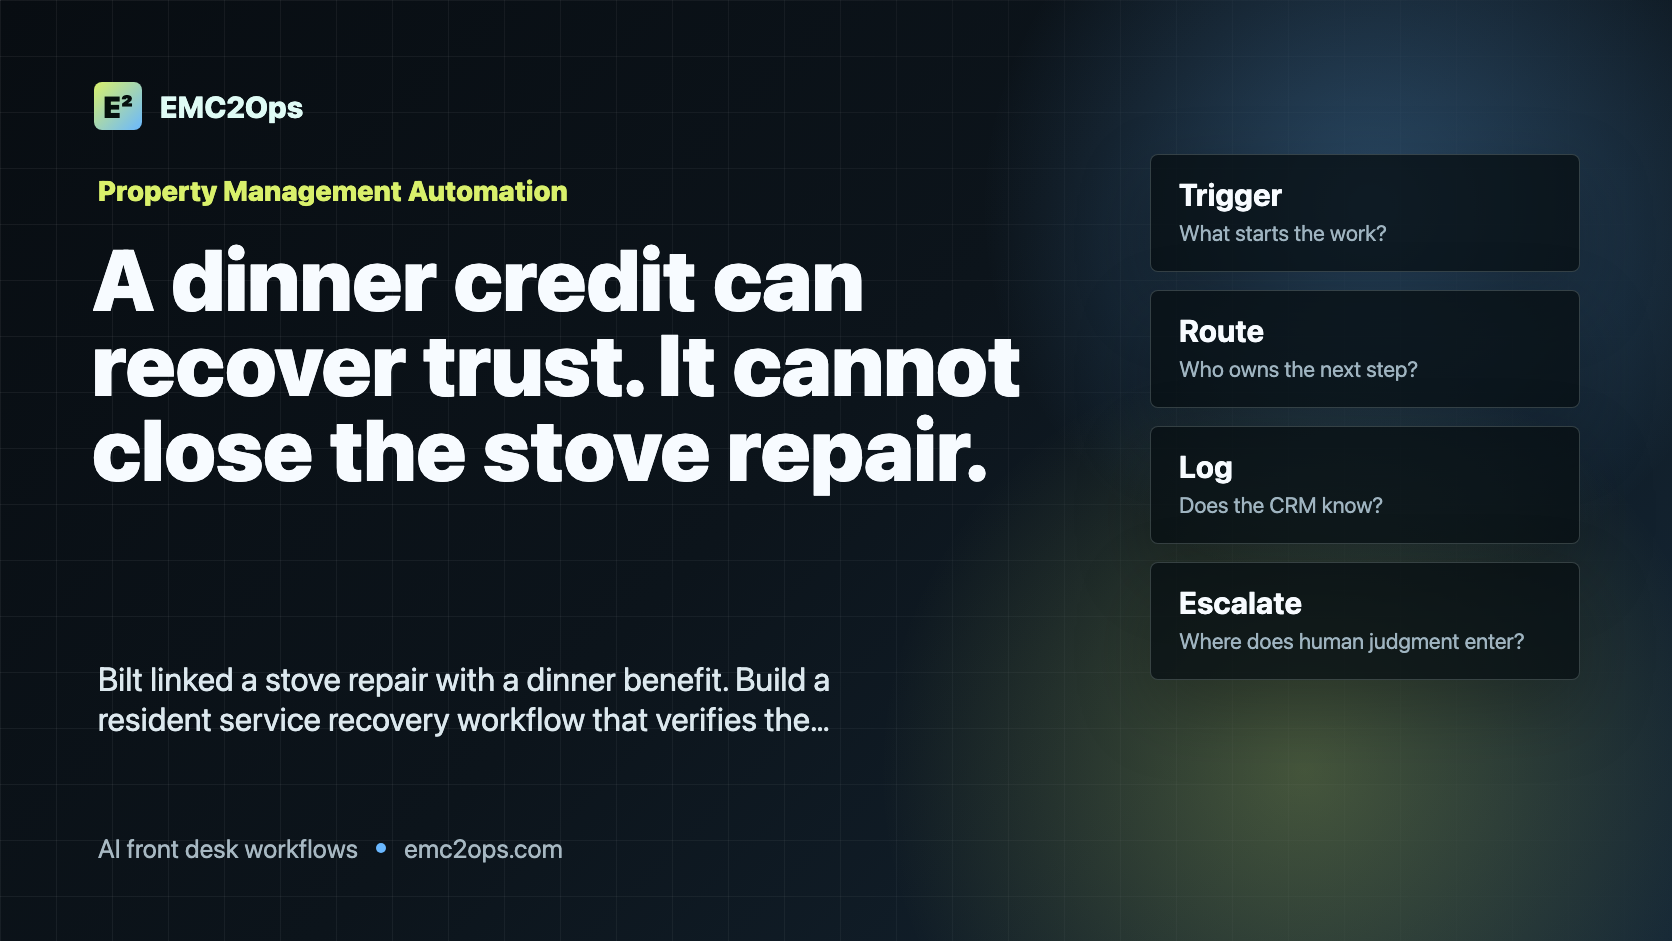 E²
EMC2Ops
Property Management Automation
A dinner credit can
recover trust. It cannot
close the stove repair.
Bilt linked a stove repair with a dinner benefit. Build a
resident service recovery workflow that verifies the...
AI front desk workflows • emc2ops.com
Trigger
What starts the work?
Route
Who owns the next step?
Log
Does the CRM know?
Escalate
Where does human judgment enter?